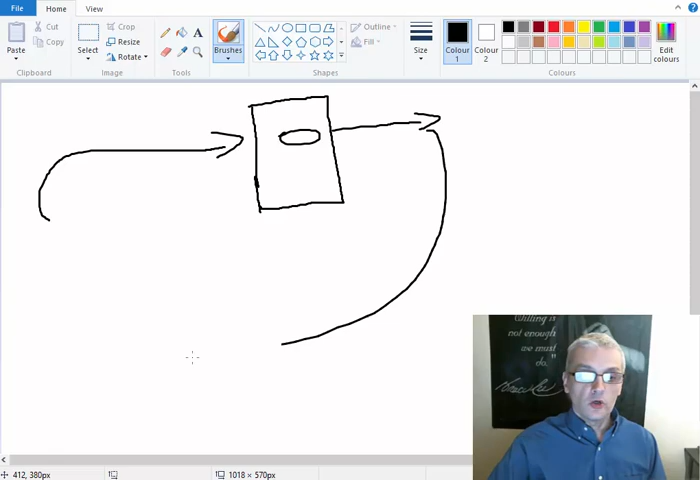 File
Home
View
Paste
Cut
Copy
Clipboard
Select
Crop
Resize
Rotate
Image
Tools
Brushes
Shapes
Outline
Fill
Size
Colour
1
Colour
2
Edit
colours
Colours
Willing is
not enough
we must
do."
412, 380px
1018 × 570px